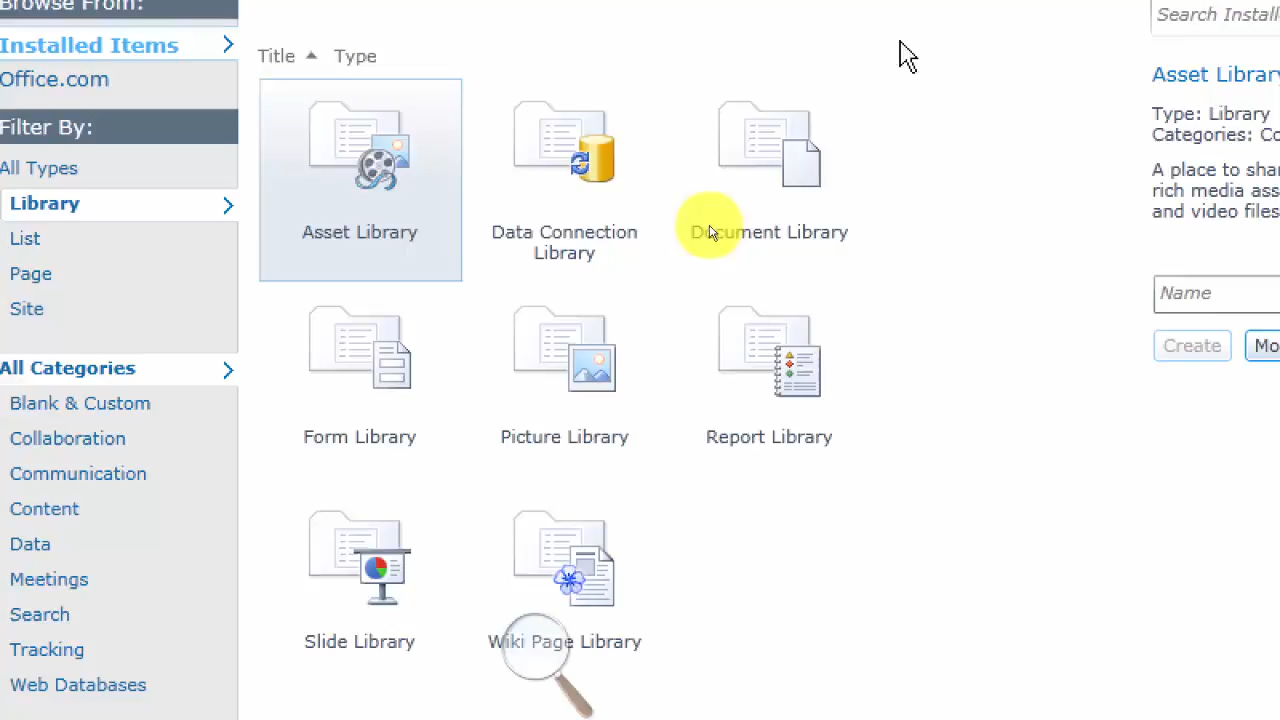 Browse From:
Installed Items
Office.com
Filter By:
All Types
Library
List
Page
Site
All Categories
Blank & Custom
Collaboration
Communication
Content
Data
Meetings
Search
Tracking
Web Databases
Title Type
Asset Library
Data Connection
Library
Document Library
Form Library
Picture Library
Report Library
Slide Library
Wiki Page Library
Search Install
Asset Library
Type: Library
Categories: Co
A place to shar
rich media ass
and video files
Name
Create Mo